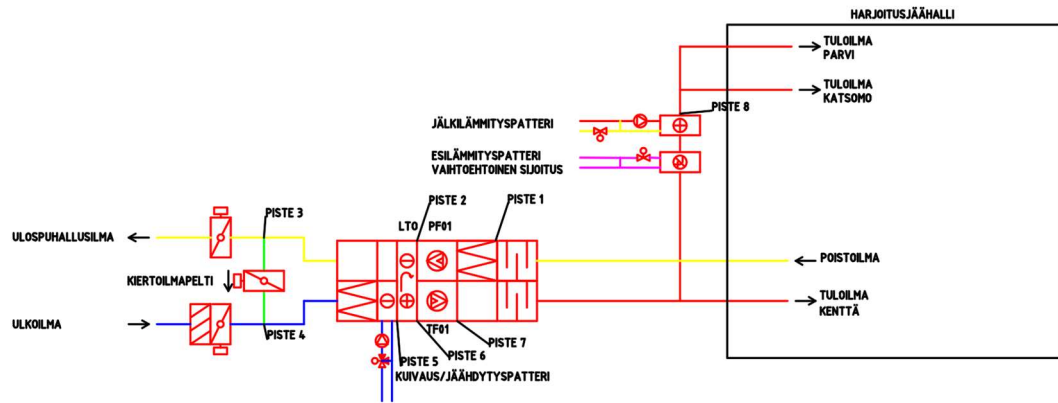 HARJOITUSJÄÄHALLI
TULOILMA
PARVI
TULOILMA
KATSOMO
PISTE 8
JÄLKILÄMMITYSPATTERI
ESILÄMMITYSPATTERI
VAIHTOEHTOINEN SIJOITUS
PISTE 2
PISTE 1
PISTE 3
LTO PF01
ULOSPUHALLUSILMA
POISTOILMA
KIERTOILMAPELTI
TULOILMA
KENTTÄ
ULKOILMA
PISTE 4
TF01
PISTE 7
PISTE 6
PISTE 5
KUIVAUS/JÄÄHDYTYSPATTERI